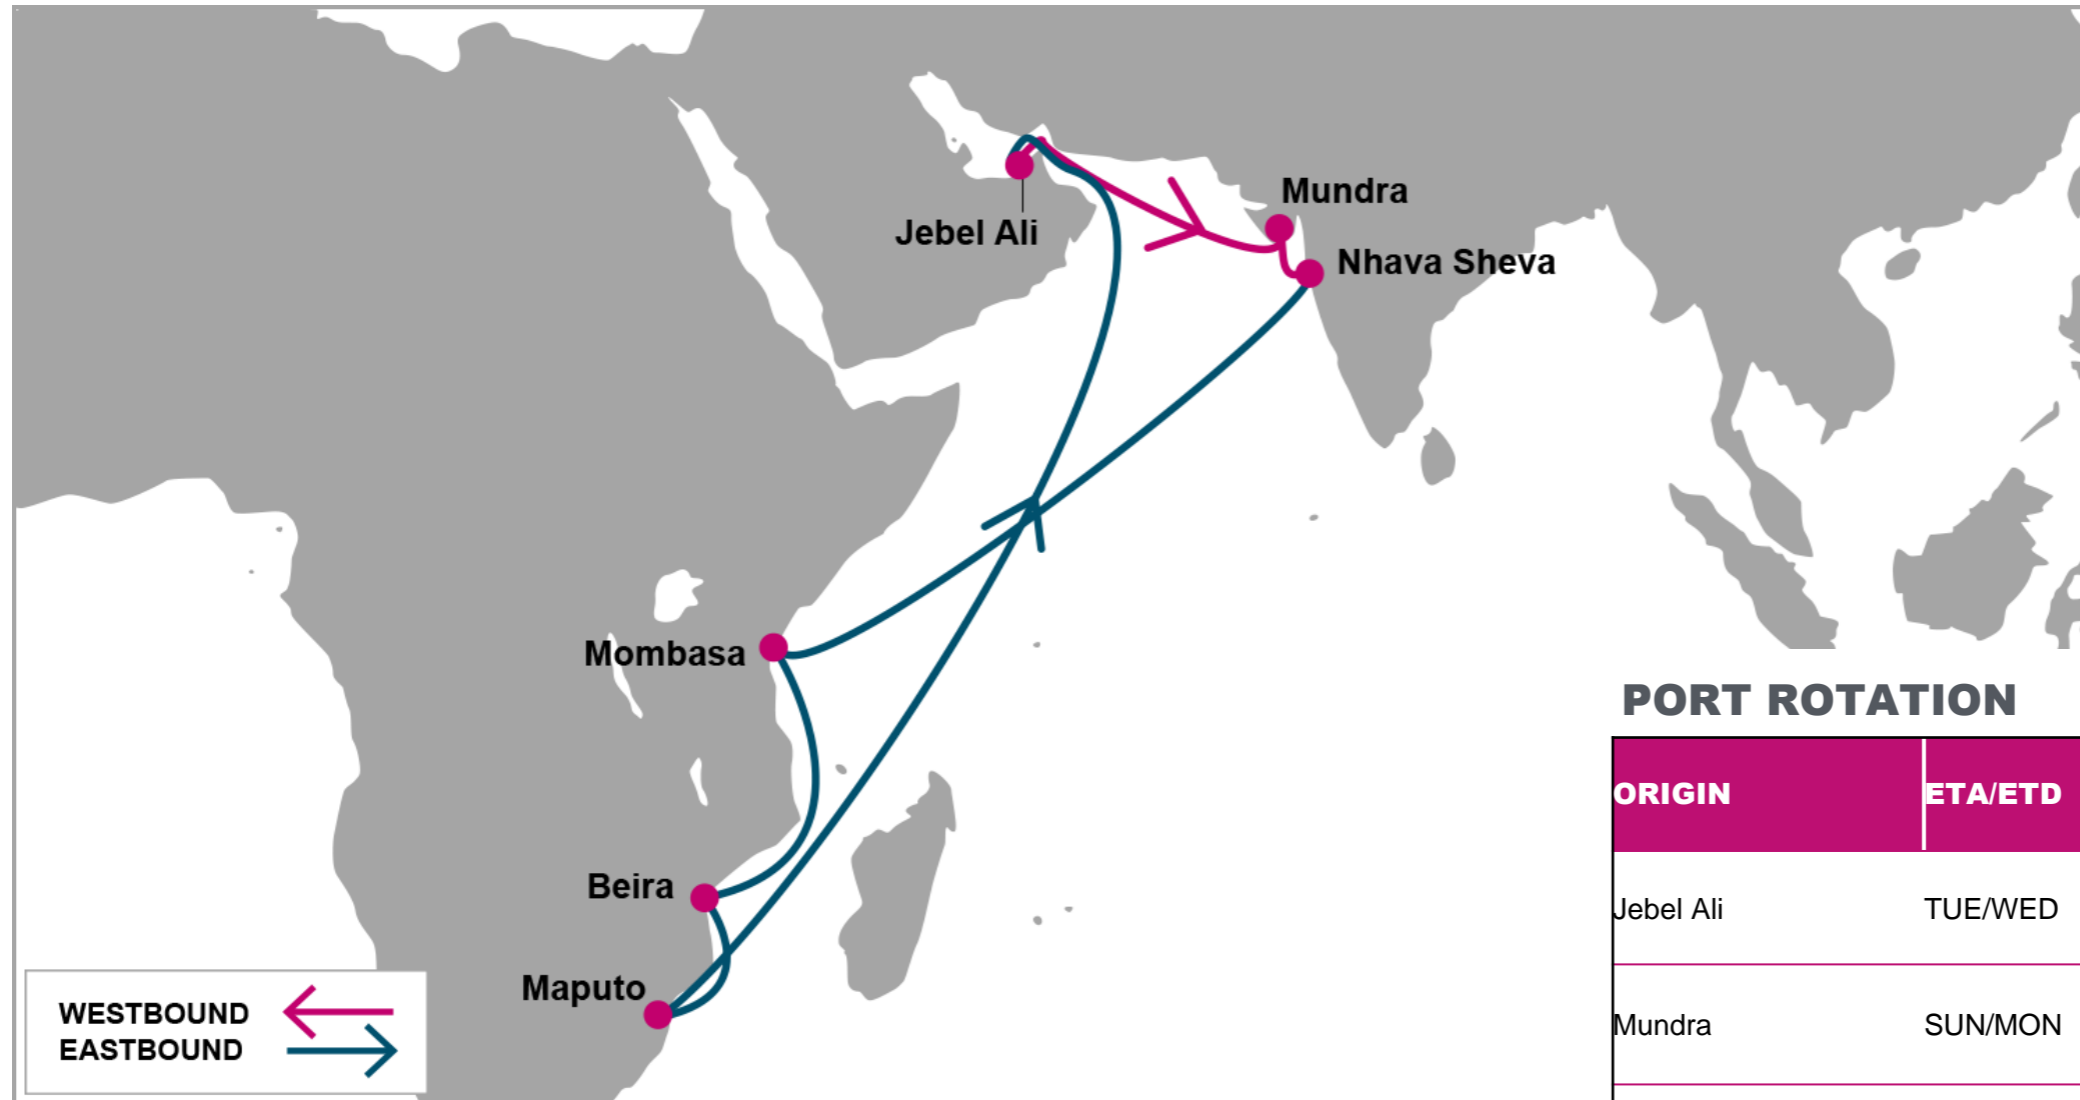 Mundra
Jebel Ali
Nhava Sheva
Mombasa
Beira
Maputo
WESTBOUND
EASTBOUND
PORT ROTATION
ORIGIN ETA/ETD
Jebel Ali TUE/WED
Mundra SUN/MON